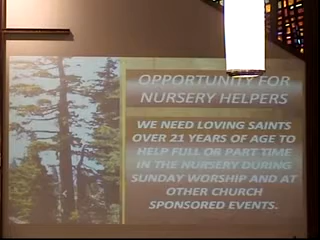 OPPORTUNITY FOR
NURSERY HELPERS
WE NEED LOVING SAINTS
OVER 21 YEARS OF AGE TO
HELP FULL OR PART TIME
IN THE NURSERY DURING
SUNDAY WORSHIP AND AT
OTHER CHURCH
SPONSORED EVENTS.